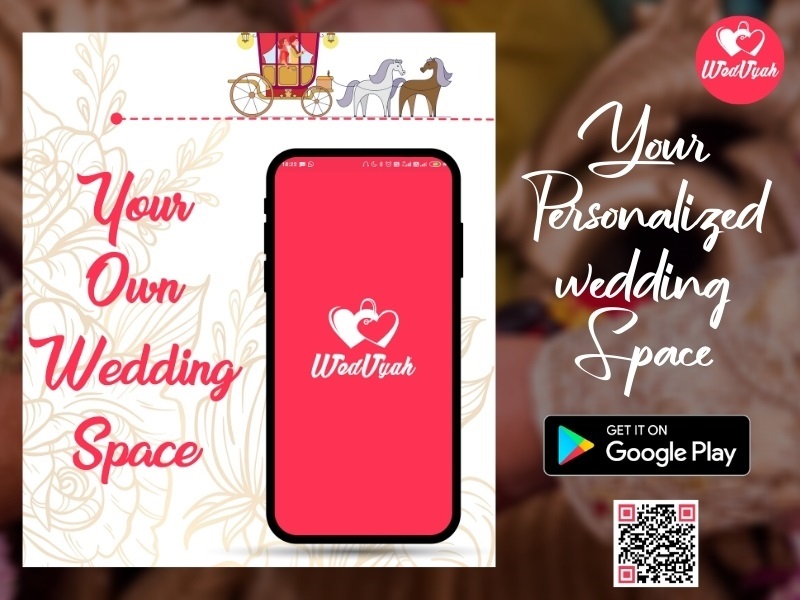 Your
Own
Wedding
Space
WedVyah
WedVyah
Your
Personalized
wedding
Space
GET IT ON
Google Play